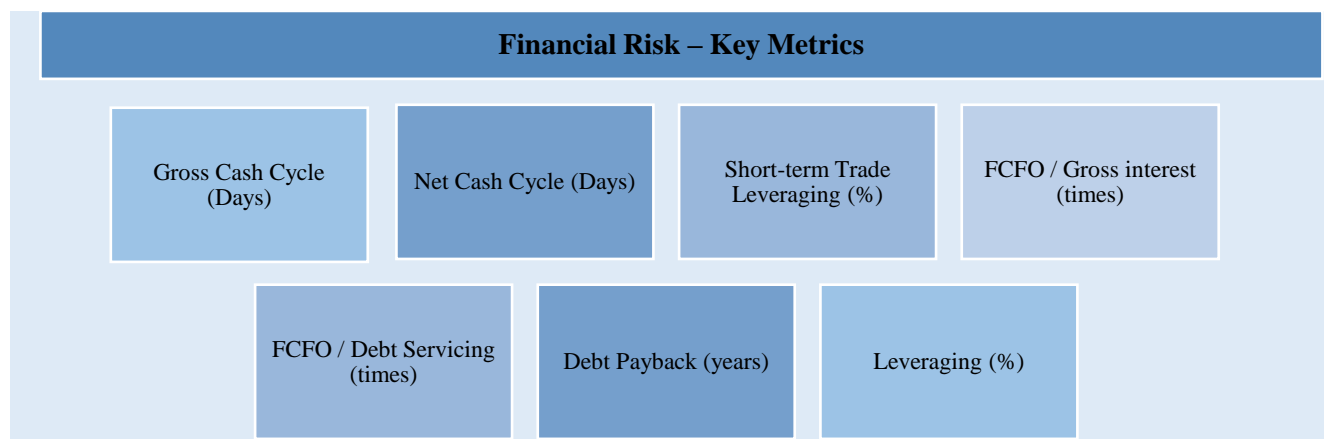 Financial Risk – Key Metrics
Gross Cash Cycle
(Days)
Net Cash Cycle (Days)
Short-term Trade
Leveraging (%)
FCFO / Gross interest
(times)
FCFO / Debt Servicing
(times)
Debt Payback (years)
Leveraging (%)